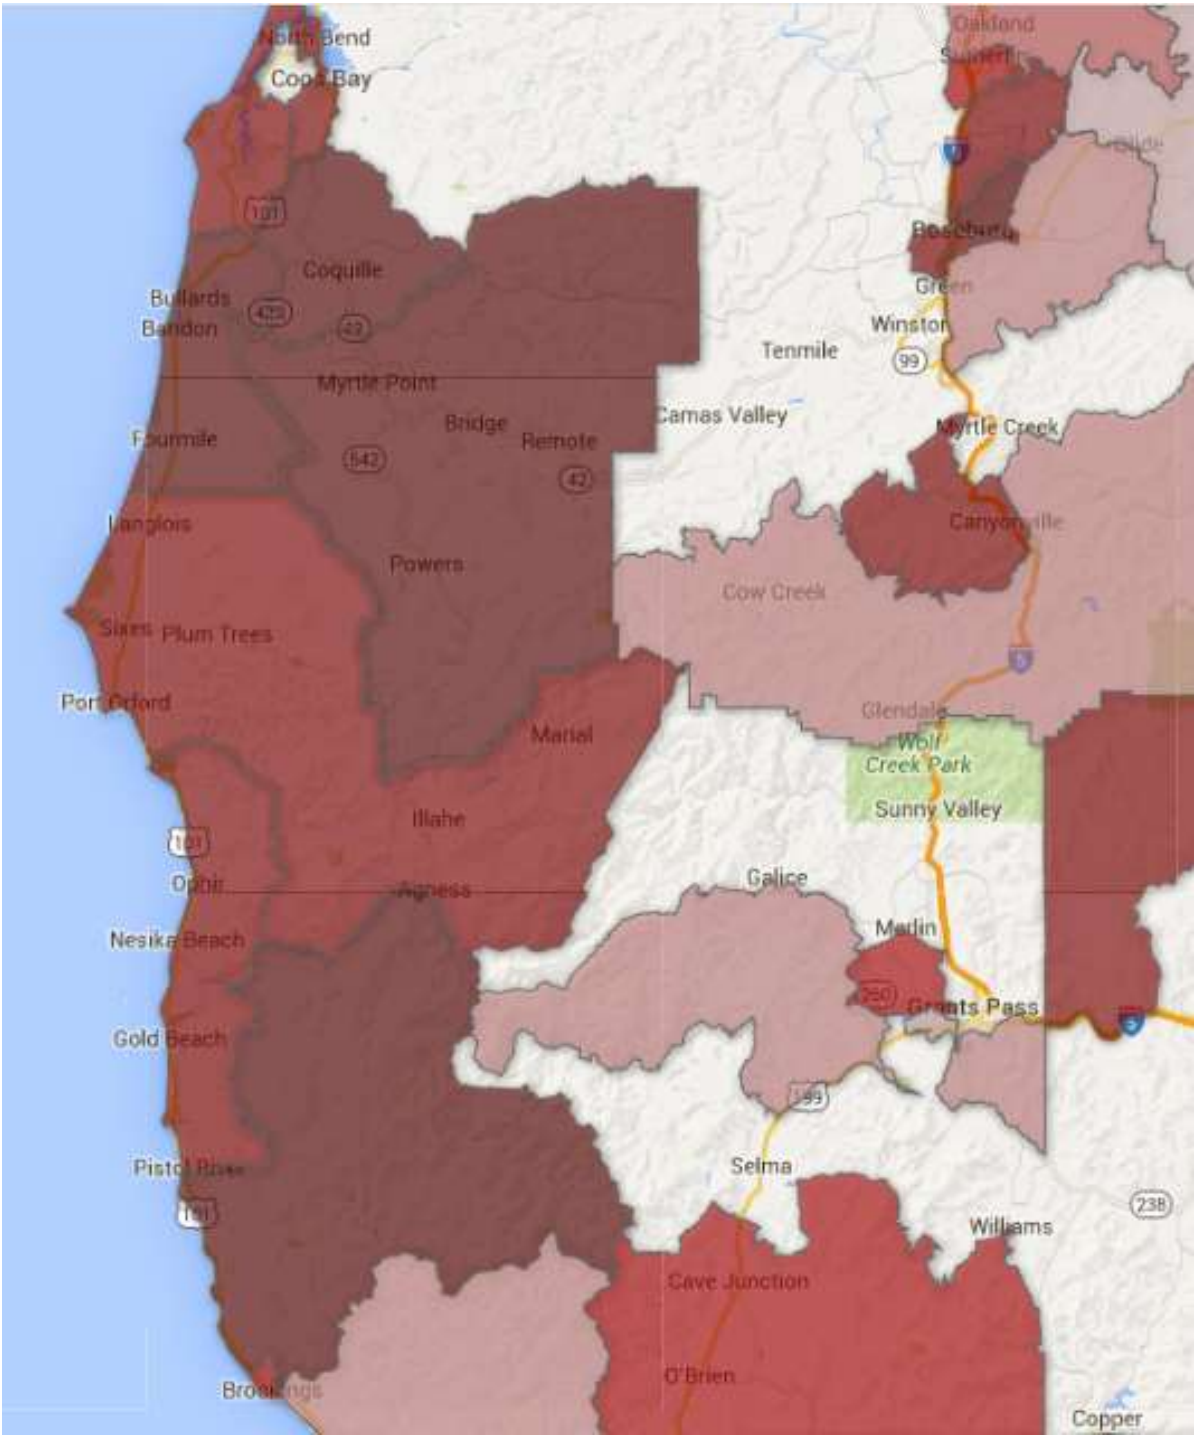 Oakland
North Bend
Sutherlin
Coos Bay
Glide
5
101
Roseburg
Coquille
Green
Bullards
42S
Bandon
42
Winston
Tenmile
99
Myrtle Point
Camas Valley
Bridge
Myrtle Creek
Fourmile
Remote
542
42
Langlois
Canyonville
Powers
Cow Creek
Sixes
Plum Trees
5
Port Orford
Glendale
Marial
Wolf
Creek Park
Sunny Valley
Illahe
101
Galice
Ophir
Agness
Merlin
Nesika Beach
260
Grants Pass
5
Gold Beach
199
Selma
Pistol River
238
101
Williams
Cave Junction
O'Brien
Brookings
Copper